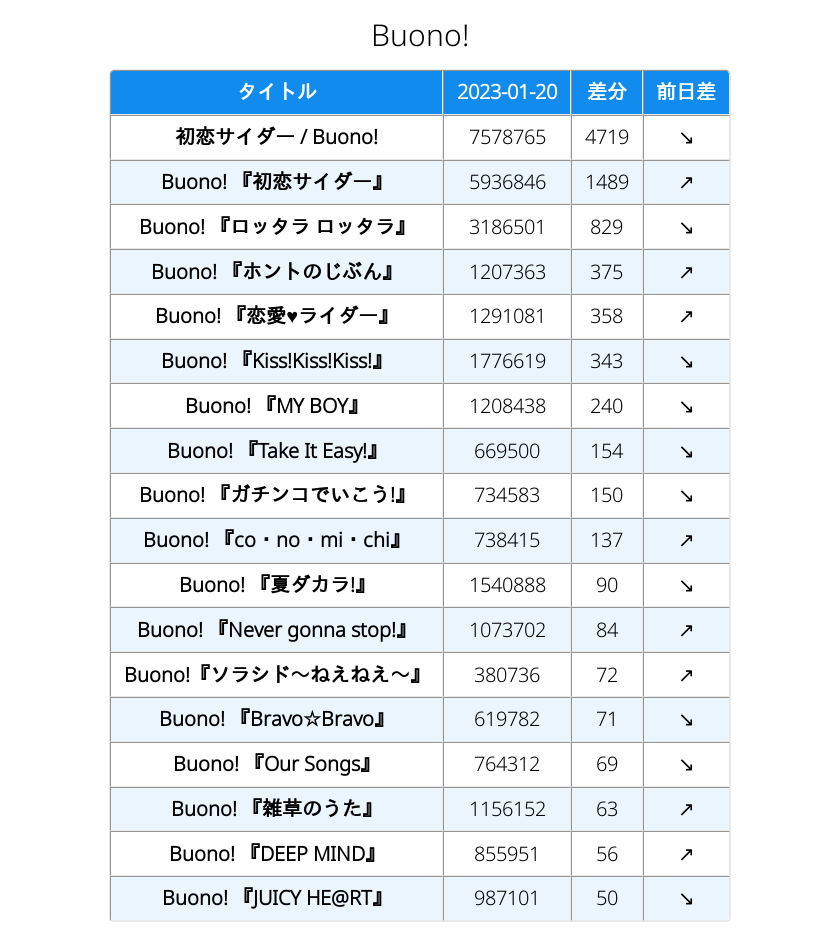 Buono!
タイトル 2023-01-20 差分 前日差
初恋サイダー / Buono! 7578765 4719 ↘
Buono! 『初恋サイダー』 5936846 1489 ↗
Buono! 『ロッタラ ロッタラ』 3186501 829 ↘
Buono! 『ホントのじぶん』 1207363 375 ↗
Buono! 『恋愛♥ライダー』 1291081 358 ↗
Buono! 『Kiss!Kiss!Kiss!』 1776619 343 ↘
Buono! 『MY BOY』 1208438 240 ↘
Buono! 『Take It Easy!』 669500 154 ↘
Buono! 『ガチンコでいこう!』 734583 150 ↘
Buono! 『co・no・mi・chi』 738415 137 ↗
Buono! 『夏ダカラ!』 1540888 90 ↘
Buono! 『Never gonna stop!』 1073702 84 ↗
Buono!『ソラシド〜ねえねえ〜』 380736 72 ↗
Buono! 『Bravo☆Bravo』 619782 71 ↘
Buono! 『Our Songs』 764312 69 ↘
Buono! 『雑草のうた』 1156152 63 ↗
Buono! 『DEEP MIND』 855951 56 ↗
Buono! 『JUICY HE@RT』 987101 50 ↘